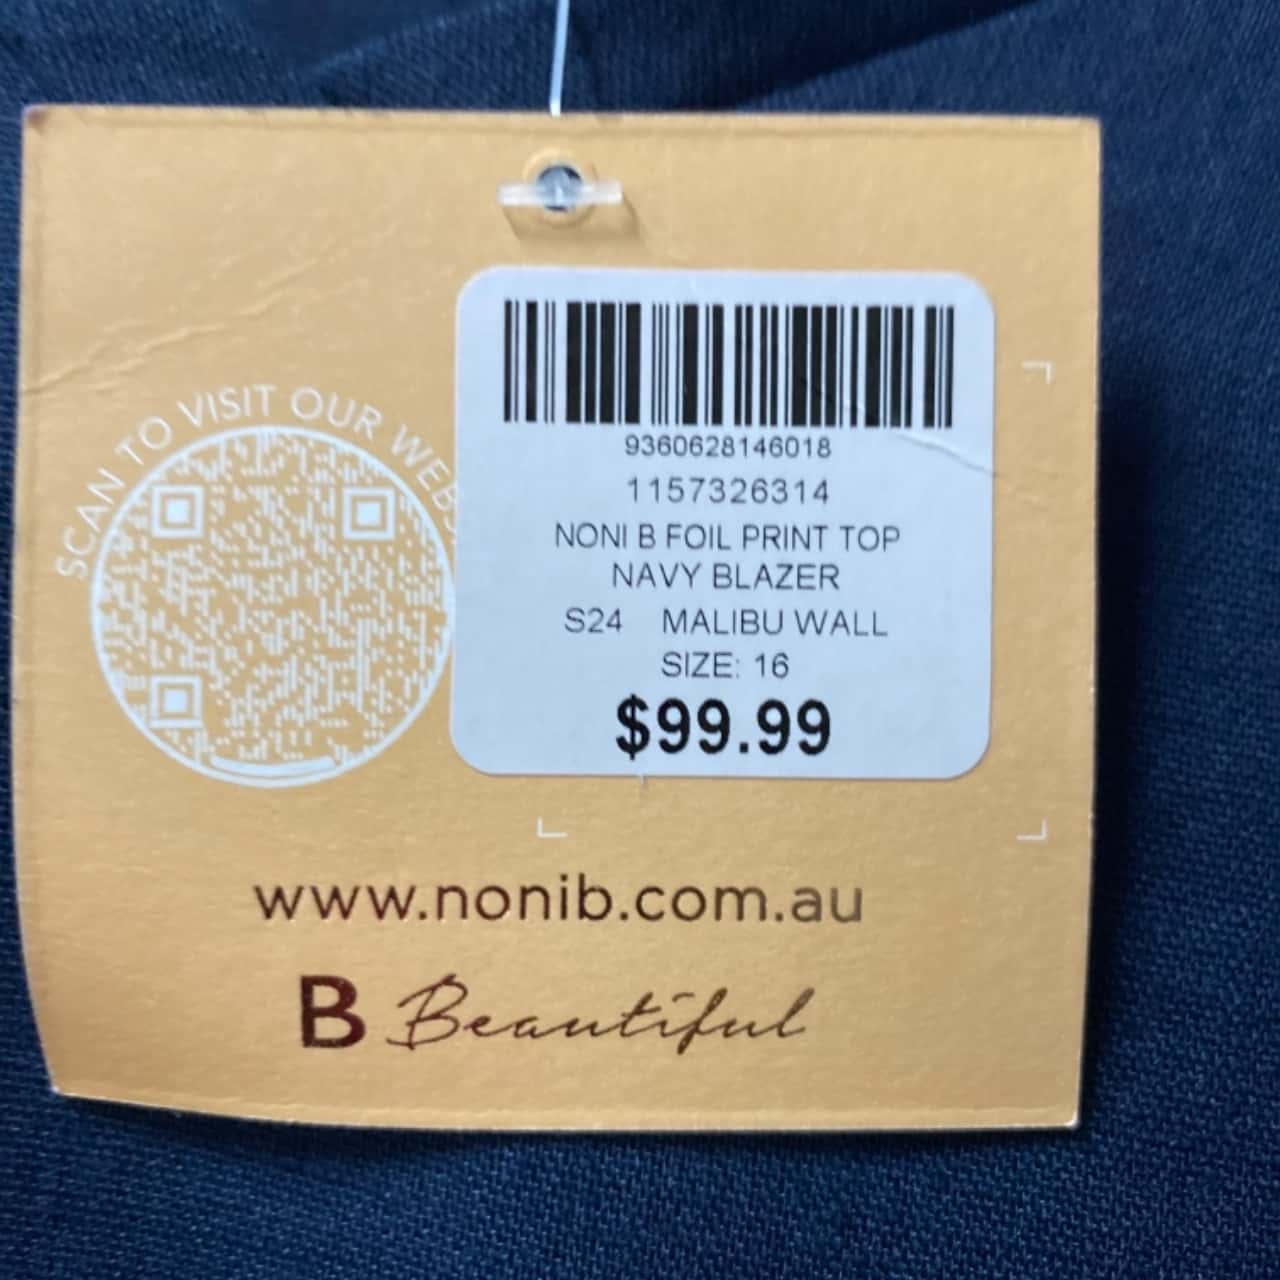 SCAN TO VISIT OUR
9360628146018
1157326314
NONI B FOIL PRINT TOP
NAVY BLAZER
S24 MALIBU WALL
SIZE: 16
$99.99
www.nonib.com.au
B Beautiful